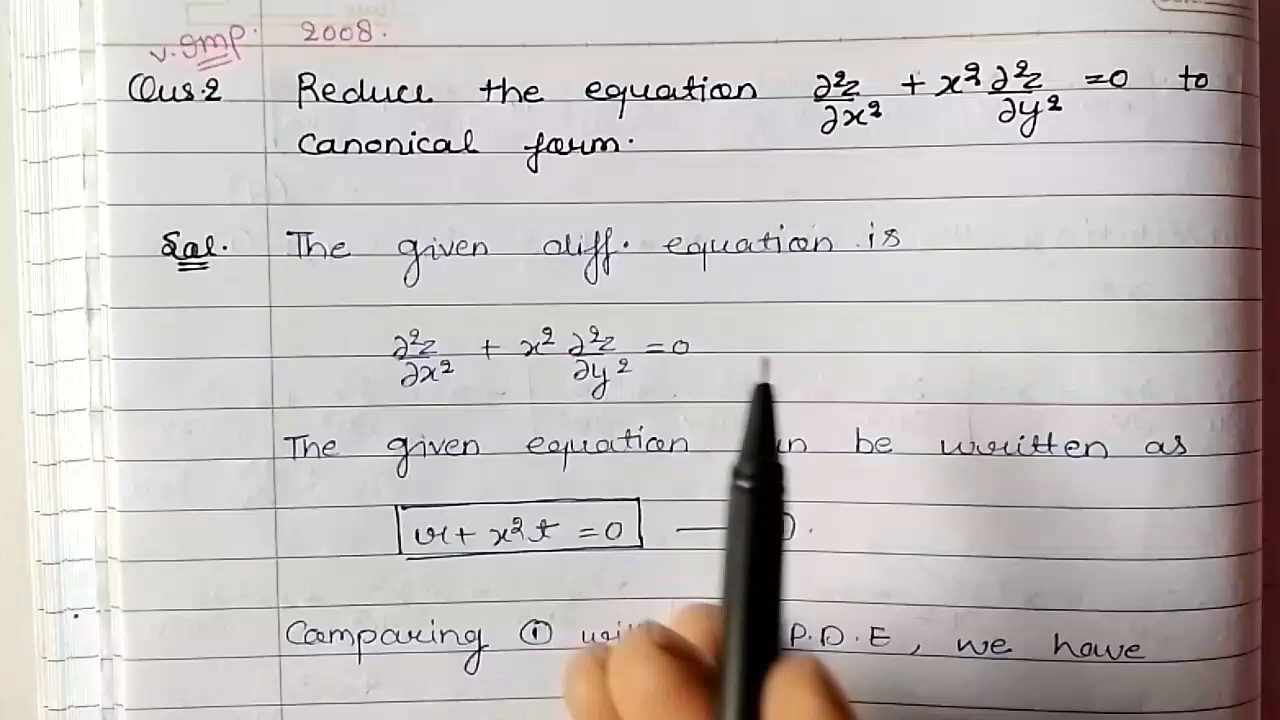 v. Imp. 2008.
Ques 2 Reduce the equation ∂²z/∂x² + x² ∂²z/∂y² = 0 to
canonical form.
Sol. The given diff. equation is
∂²z/∂x² + x² ∂²z/∂y² = 0
The given equation be written as
r + x²t = 0
Comparing ① P.D.E, we have